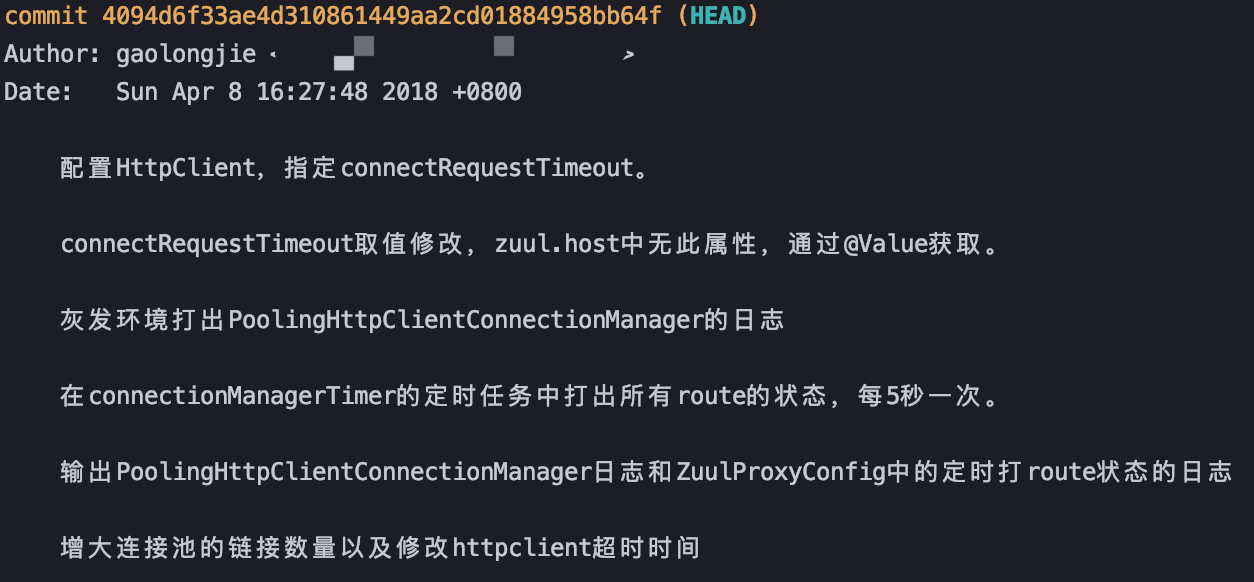 commit 4094d6f33ae4d310861449aa2cd01884958bb64f (HEAD)
Author: gaolongjie < >
Date:   Sun Apr 8 16:27:48 2018 +0800
配置HttpClient，指定connectRequestTimeout。
connectRequestTimeout取值修改，zuul.host中无此属性，通过@Value获取。
灰发环境打出PoolingHttpClientConnectionManager的日志
在connectionManagerTimer的定时任务中打出所有route的状态，每5秒一次。
输出PoolingHttpClientConnectionManager日志和ZuulProxyConfig中的定时打route状态的日志
增大连接池的链接数量以及修改httpclient超时时间